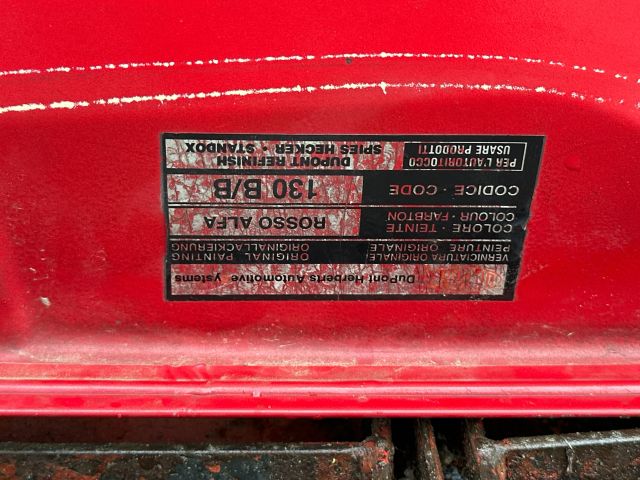 DuPont Herberts Automotive ystems
VERNICIATURA ORIGINALE ORIGINAL PAINTING
PEINTURE ORIGINALE ORIGINALLACKIERUNG
COLORE · TEINTE
COLOUR · FARBTON
ROSSO ALFA
CODICE · CODE
130 B/B
PER L'AUTORITOCCO
USARE PRODOTTI
DUPONT REFINISH
SPIES HECKER · STANDOX